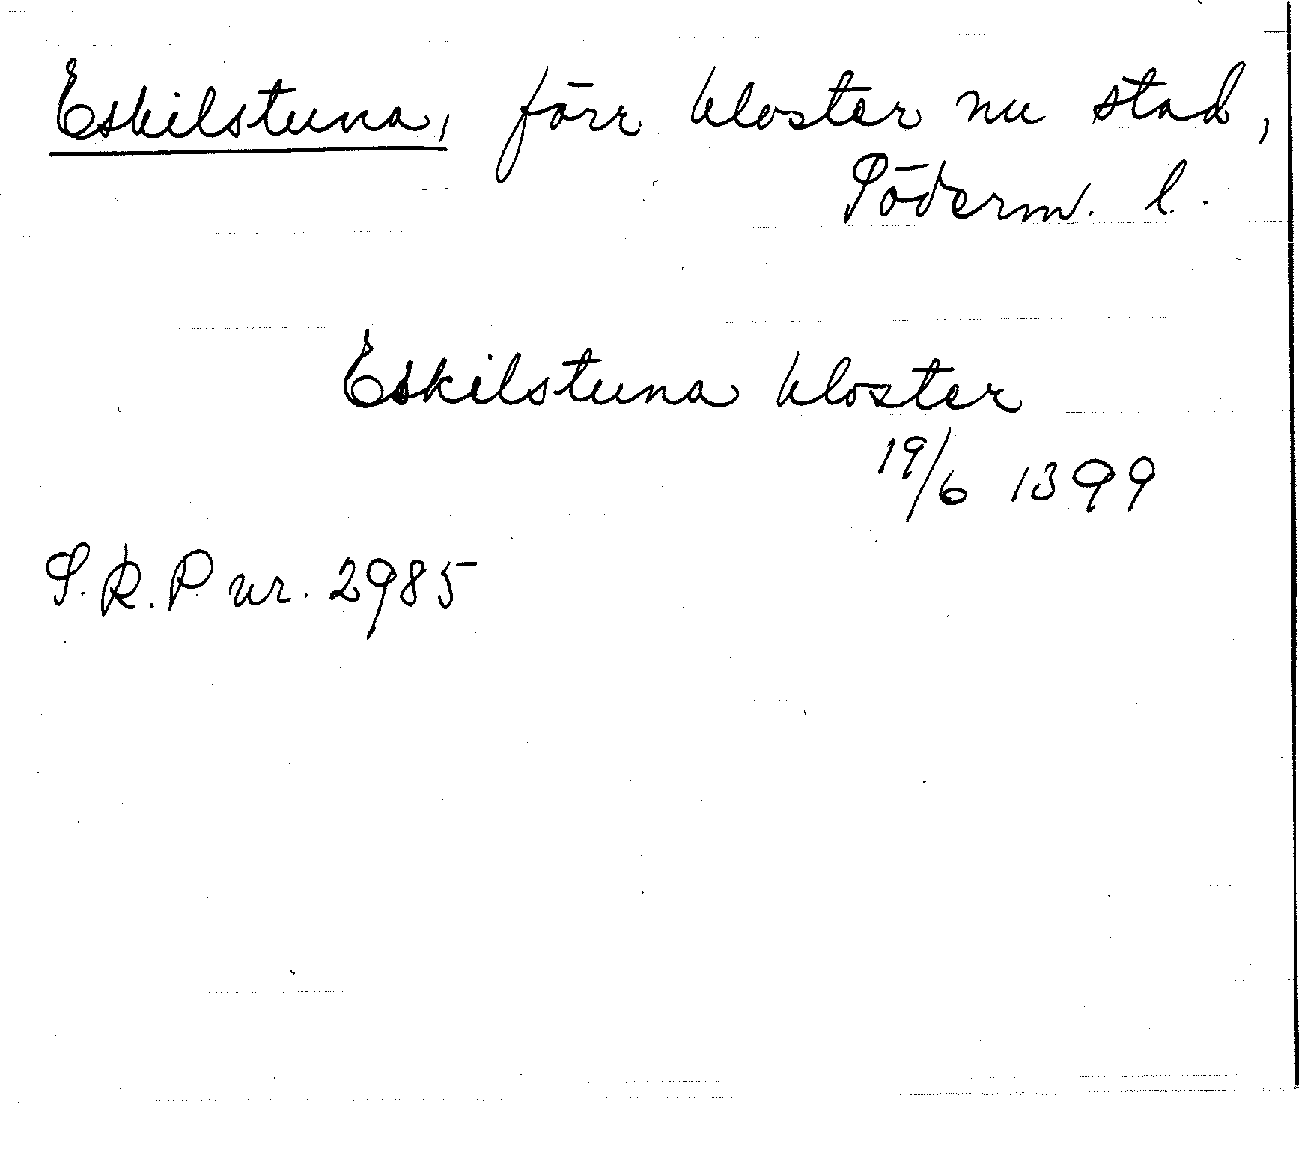 Eskilstuna, förr kloster nu stad,
Söderm. l.
Eskilstuna kloster
19/6 1399
S.R.P nr. 2985